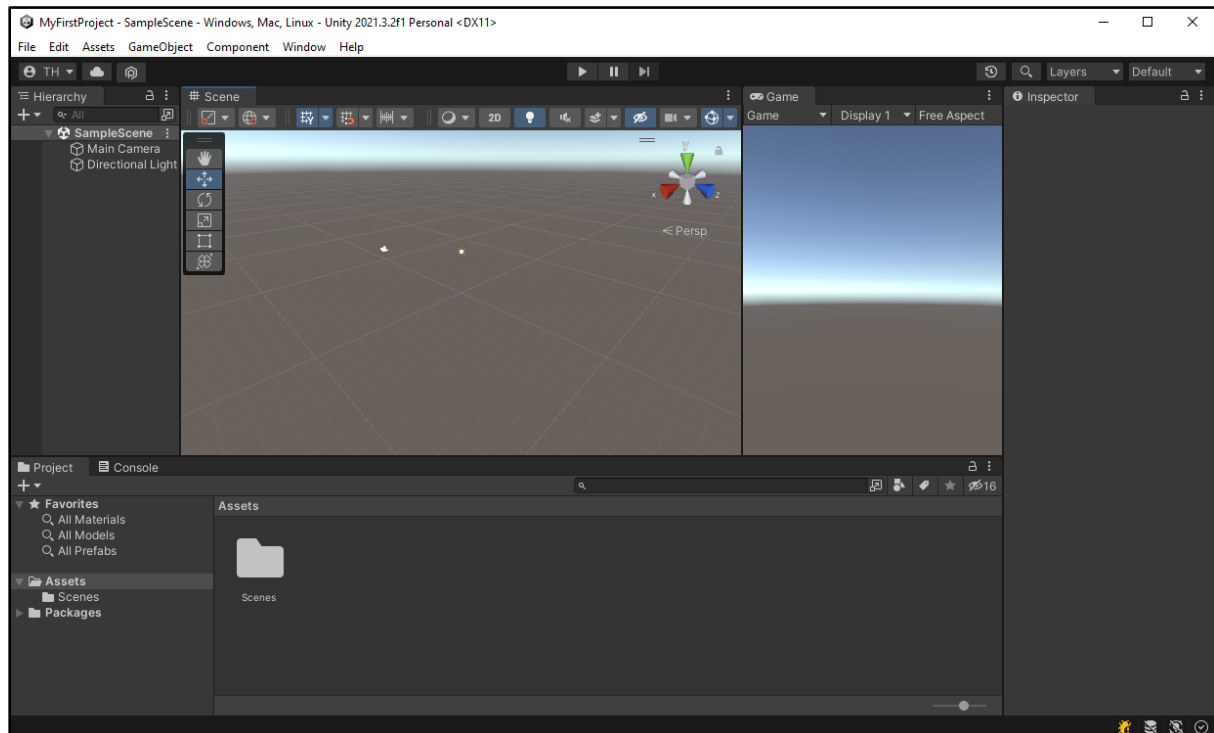 MyFirstProject - SampleScene - Windows, Mac, Linux - Unity 2021.3.2f1 Personal <DX11>
File Edit Assets GameObject Component Window Help
TH Layers Default
Hierarchy Scene Game Inspector
All 2D Game Display 1 Free Aspect
SampleScene
Main Camera
Directional Light
y
x z
Persp
Project Console
16
Favorites Assets
All Materials
All Models
All Prefabs
Assets
Scenes Scenes
Packages